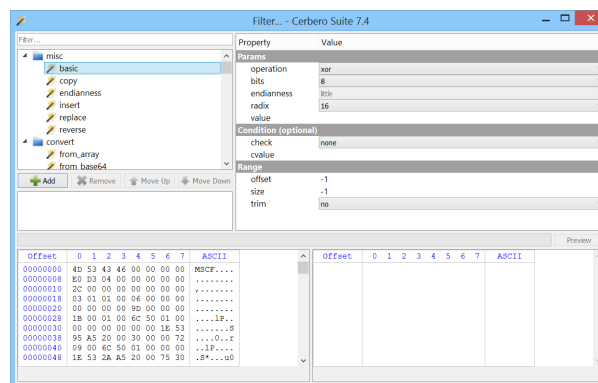 Filter... - Cerbero Suite 7.4
Filter...
misc
basic
copy
endianness
insert
replace
reverse
convert
from_array
from_base64
Add Remove Move Up Move Down
Property Value
Params
operation xor
bits 8
endianness little
radix 16
value
Condition (optional)
check none
cvalue
Range
offset -1
size -1
trim no
Preview
Offset 0 1 2 3 4 5 6 7 ASCII
00000000 4D 53 43 46 00 00 00 00 MSCF....
00000008 E0 D3 04 00 00 00 00 00 ........
00000010 2C 00 00 00 00 00 00 00 ,.......
00000018 03 01 01 00 06 00 00 00 ........
00000020 00 00 00 00 9D 00 00 00 ........
00000028 1B 00 01 00 6C 50 01 00 ....lP..
00000030 00 00 00 00 00 00 1E 53 .......S
00000038 95 A5 20 00 30 00 00 72 .. .0..r
00000040 09 00 6C 50 01 00 00 00 ..lP....
00000048 1E 53 2A A5 20 00 75 30 .S*. .u0
Offset 0 1 2 3 4 5 6 7 ASCII